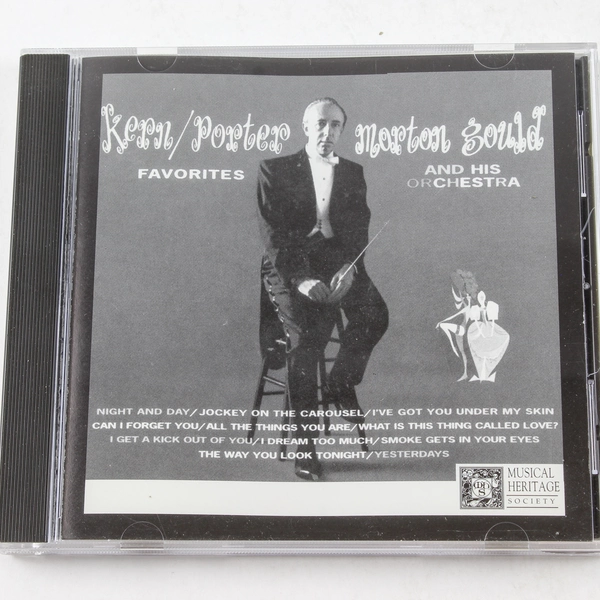 Kern/Porter
FAVORITES
morton gould
AND HIS
ORCHESTRA
NIGHT AND DAY/JOCKEY ON THE CAROUSEL/I'VE GOT YOU UNDER MY SKIN
CAN I FORGET YOU/ALL THE THINGS YOU ARE/WHAT IS THIS THING CALLED LOVE?
I GET A KICK OUT OF YOU/I DREAM TOO MUCH/SMOKE GETS IN YOUR EYES
THE WAY YOU LOOK TONIGHT/YESTERDAYS
MUSICAL
HERITAGE
SOCIETY